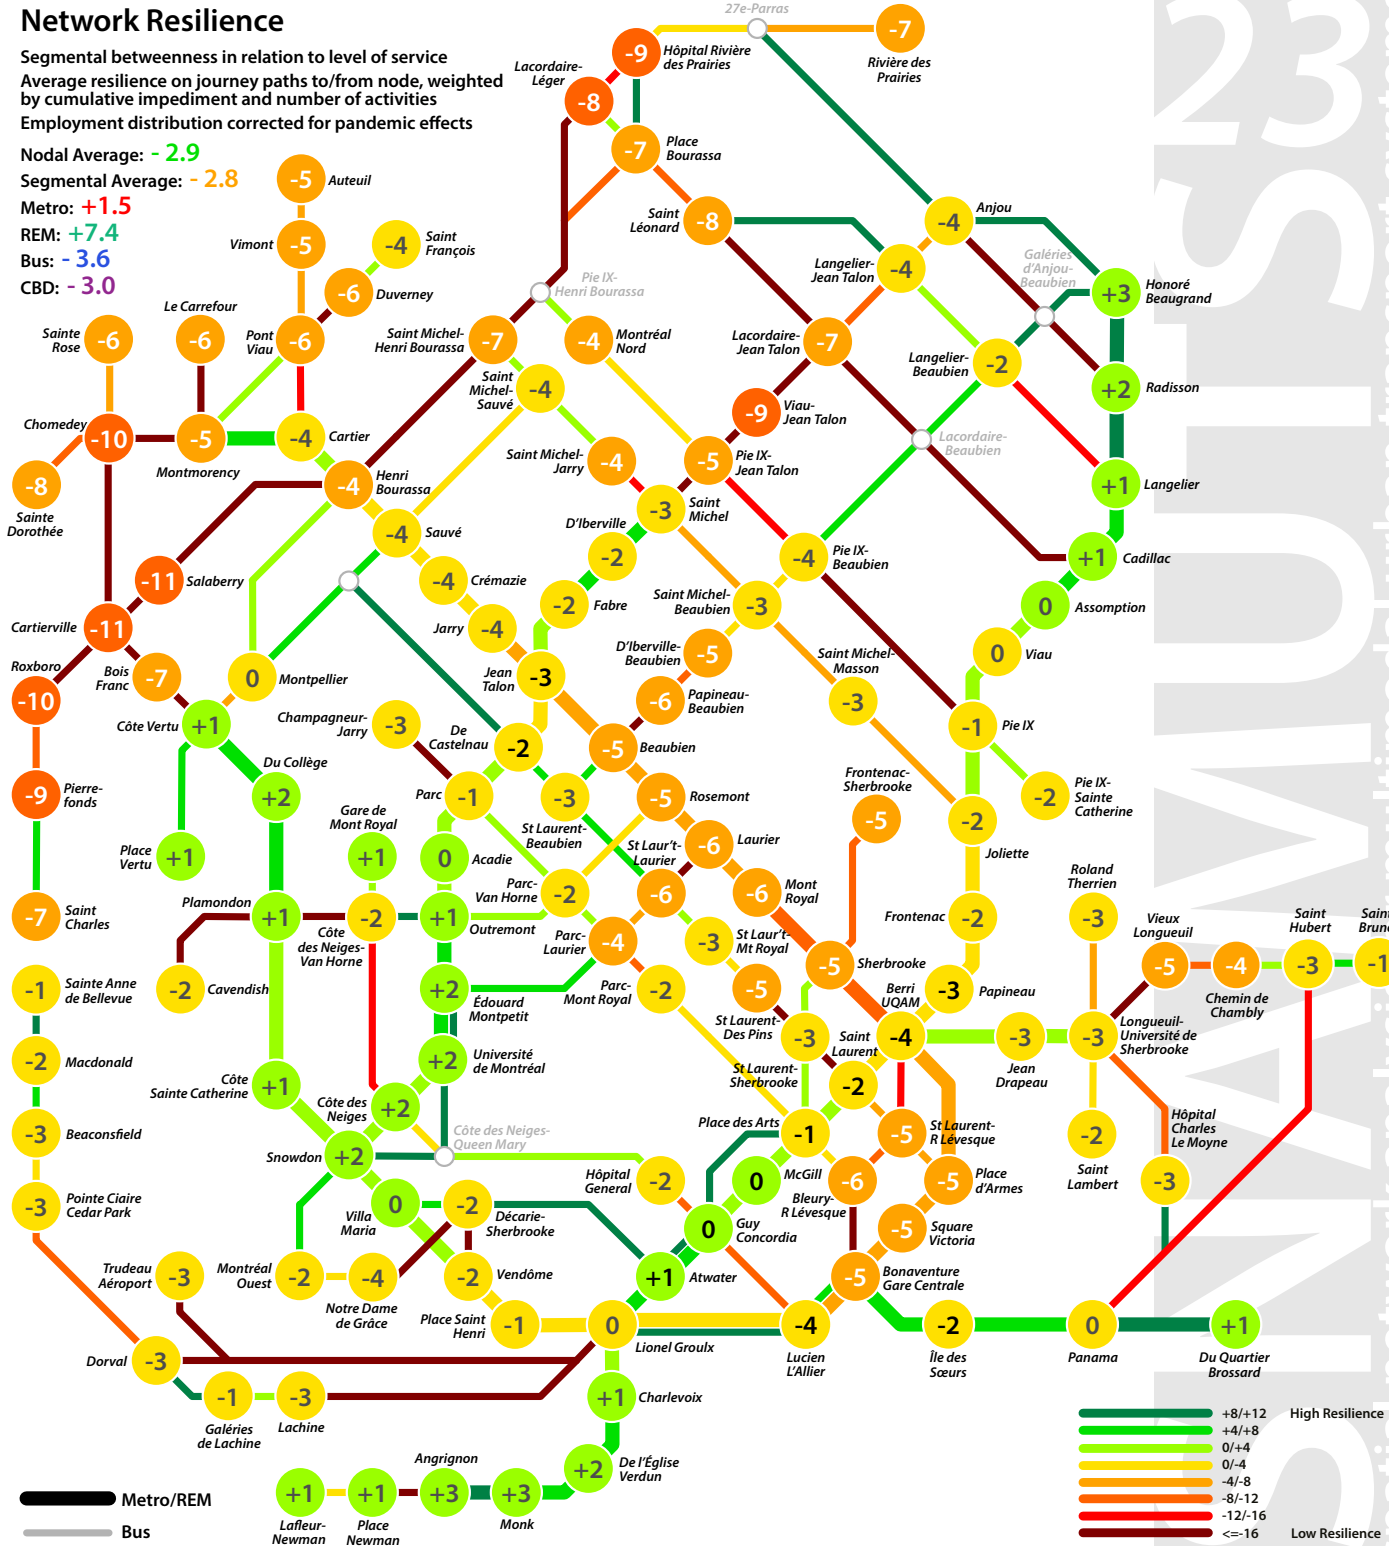 Network Resilience
Segmental betweenness in relation to level of service
Average resilience on journey paths to/from node, weighted
by cumulative impediment and number of activities
Employment distribution corrected for pandemic effects
Nodal Average: - 2.9
Segmental Average: - 2.8
Metro: +1.5
REM: +7.4
Bus: - 3.6
CBD: - 3.0
27e-Parras
-9 Hôpital Rivière
des Prairies
-7
Rivière des
Prairies
Lacordaire-
Léger
-8
-7 Place
Bourassa
-5 Auteuil
Vimont -5
-4 Saint
François
-6 Duverney
Saint
Léonard -8
-4 Anjou
Langelier-
Jean Talon -4
Galéries
d'Anjou-
Beaubien
+3 Honoré
Beaugrand
Pie IX-
Henri Bourassa
Sainte
Rose -6
Le Carrefour
-6
Pont
Viau -6
Saint Michel-
Henri Bourassa -7
-4 Montréal
Nord
Lacordaire-
Jean Talon -7
Langelier-
Beaubien -2
+2 Radisson
Saint
Michel-
Sauvé -4
-9 Viau-
Jean Talon
Chomedey -10
-5
Montmorency
-4 Cartier
Lacordaire-
Beaubien
Saint Michel-
Jarry -4
-5 Pie IX-
Jean Talon
-8
Sainte
Dorothée
-4 Henri
Bourassa
+1 Langelier
-3 Saint
Michel
-4 Sauvé
D'Iberville
-2
-4 Pie IX-
Beaubien
+1 Cadillac
-11 Salaberry
-4 Crémazie
-2 Fabre
Saint Michel-
Beaubien -3
0 Assomption
Cartierville -11
Jarry -4
D'Iberville-
Beaubien -5
0 Viau
Roxboro
-10
Bois
Franc -7
0 Montpellier
Jean
Talon -3
-6 Papineau-
Beaubien
Saint Michel-
Masson
-3
Côte Vertu +1
Champagneur-
Jarry -3
De
Castelnau -2
-5 Beaubien
-1 Pie IX
-9 Pierre-
fonds
Du Collège
+2
Parc -1
-3
St Laurent-
Beaubien
-5 Rosemont
Frontenac-
Sherbrooke
-5
-2 Pie IX-
Sainte
Catherine
-2
Joliette
Place
Vertu +1
Gare de
Mont Royal
+1
0 Acadie
St Laur't-
Laurier
-6
-6 Laurier
-7 Saint
Charles
Plamondon
+1
-2
Côte
des Neiges-
Van Horne
+1
Outremont
Parc-
Van Horne -2
-6 Mont
Royal
Frontenac -2
Roland
Therrien
-3
Parc-
Laurier -4
-3 St Laur't-
Mt Royal
Vieux
Longueuil
-5
-4
Chemin de
Chambly
Saint
Hubert
-3
-1
-1 Sainte Anne
de Bellevue
-2 Cavendish
+2 Édouard
Montpetit
Parc-
Mont Royal -2
-5
St Laurent-
Des Pins
-5 Sherbrooke
-3 Papineau
Berri
UQAM
-4
-3
Jean
Drapeau
-3 Longueuil-
Université de
Sherbrooke
-2 Macdonald
+2 Université
de Montréal
-3
St Laurent-
Sherbrooke
Saint
Laurent
-2
Côte
Sainte Catherine +1
Côte des
Neiges +2
-3 Beaconsfield
Côte des Neiges-
Queen Mary
Place des Arts -1
-5 St Laurent-
R Lévesque
-2
Saint
Lambert
Hôpital
Charles
Le Moyne
-3
Snowdon +2
Hôpital
General -2
0 McGill
-6
Bleury-
R Lévesque
-5 Place
d'Armes
-3 Pointe Ciaire
Cedar Park
Villa
Maria 0
-2 Décarie-
Sherbrooke
0 Guy
Concordia
-5 Square
Victoria
Trudeau
Aéroport -3
Montréal
Ouest -2
-4
Notre Dame
de Grâce
-2 Vendôme
+1 Atwater
-5 Bonaventure
Gare Centrale
Place Saint
Henri -1
0
Lionel Groulx
-4
Lucien
L'Allier
-2
Île des
Sœurs
0
Panama
+1
Du Quartier
Brossard
Dorval -3
-1
Galéries
de Lachine
-3
Lachine
+1 Charlevoix
+2 De l'Église
Verdun
+1
Lafleur-
Newman
+1
Place
Newman
Angrignon
+3
+3
Monk
Metro/REM
Bus
+8/+12 High Resilience
+4/+8
0/+4
0/-4
-4/-8
-8/-12
-12/-16
<=-16 Low Resilience
23